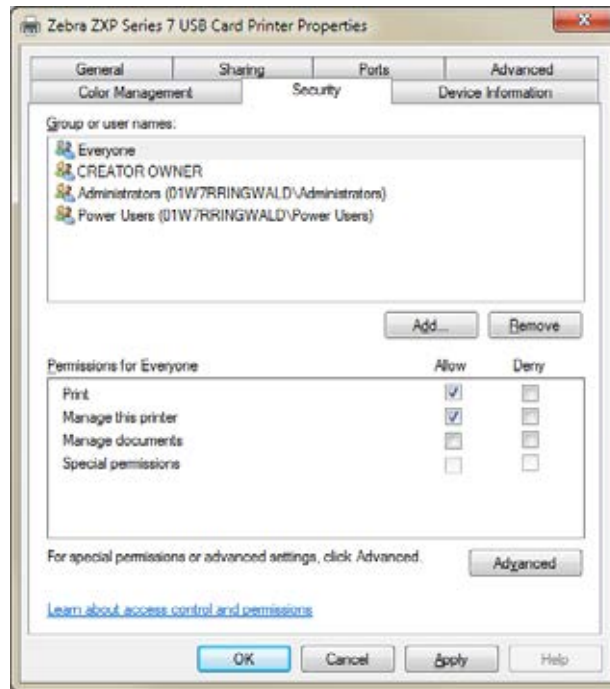 Zebra ZXP Series 7 USB Card Printer Properties
General Sharing Ports Advanced
Color Management Security Device Information
Group or user names:
Everyone
CREATOR OWNER
Administrators (01W7RRINGWALD\Administrators)
Power Users (01W7RRINGWALD\Power Users)
Add... Remove
Permissions for Everyone Allow Deny
Print
Manage this printer
Manage documents
Special permissions
For special permissions or advanced settings, click Advanced.
Advanced
Learn about access control and permissions
OK Cancel Apply Help